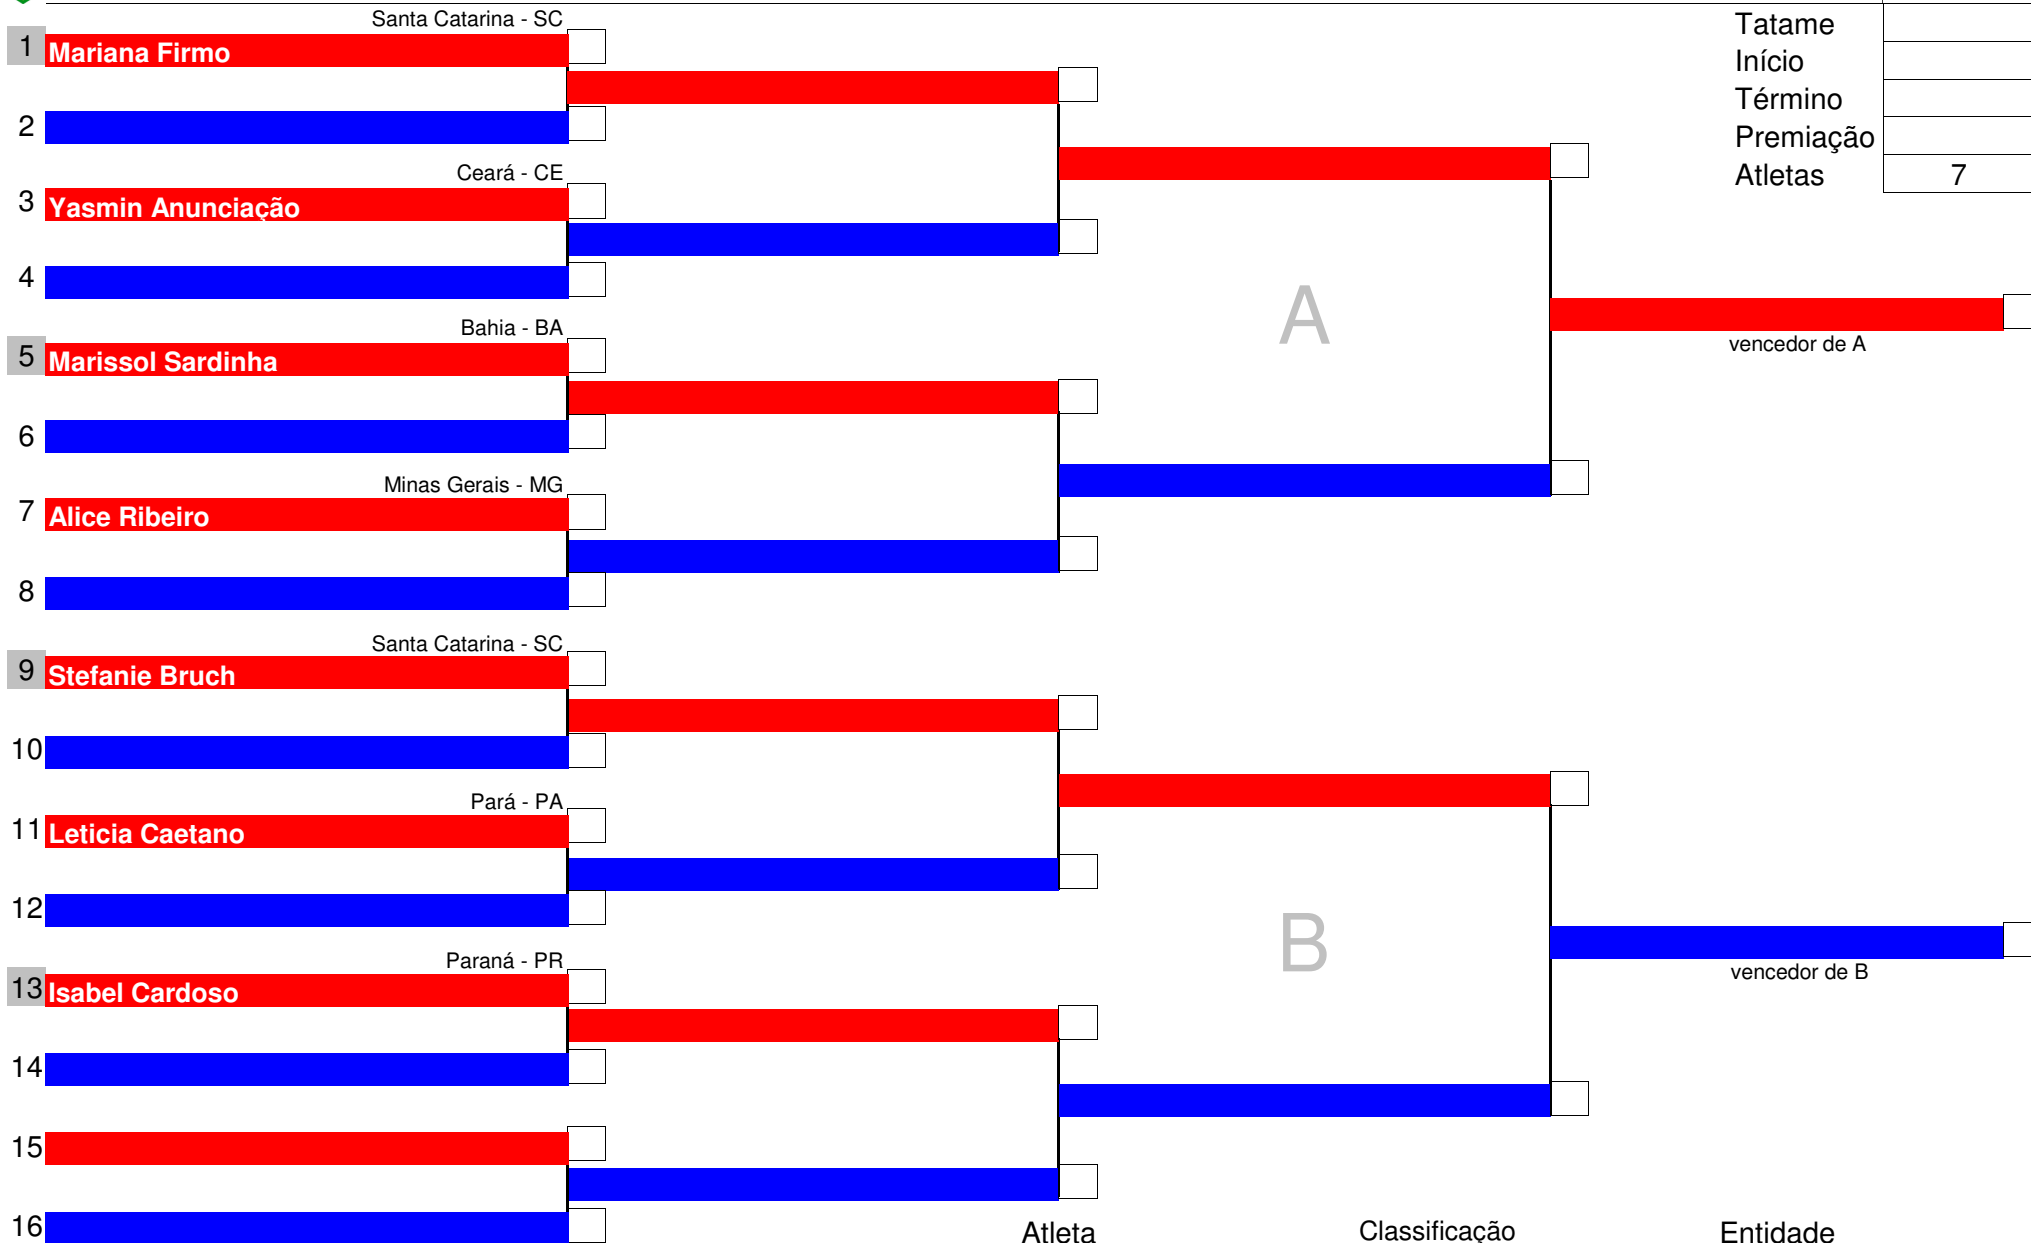 Santa Catarina - SC
1 Mariana Firmo
2
Ceará - CE
3 Yasmin Anunciação
4
Bahia - BA
5 Marissol Sardinha
6
Minas Gerais - MG
7 Alice Ribeiro
8
Santa Catarina - SC
9 Stefanie Bruch
10
Pará - PA
11 Leticia Caetano
12
Paraná - PR
13 Isabel Cardoso
14
15
16
A
B
vencedor de A
vencedor de B
Tatame
Início
Término
Premiação
Atletas 7
Atleta Classificação Entidade